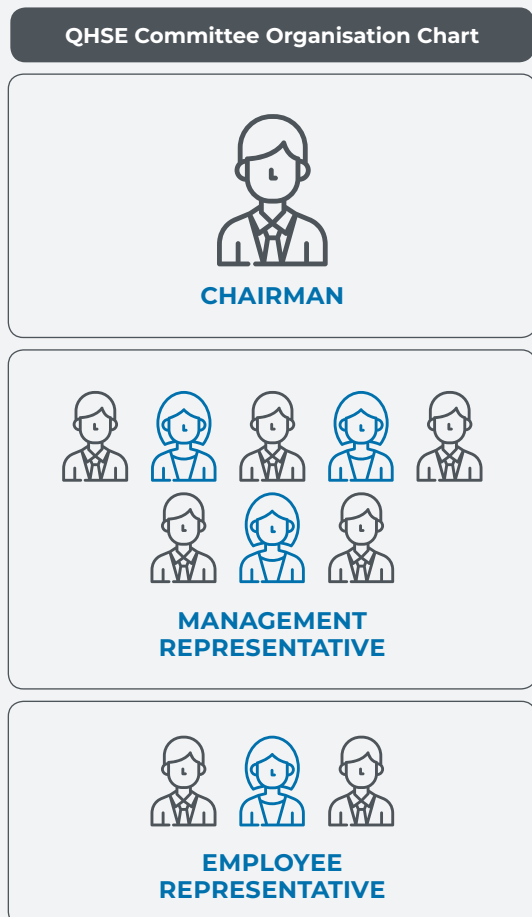 QHSE Committee Organisation Chart
CHAIRMAN
MANAGEMENT
REPRESENTATIVE
EMPLOYEE
REPRESENTATIVE